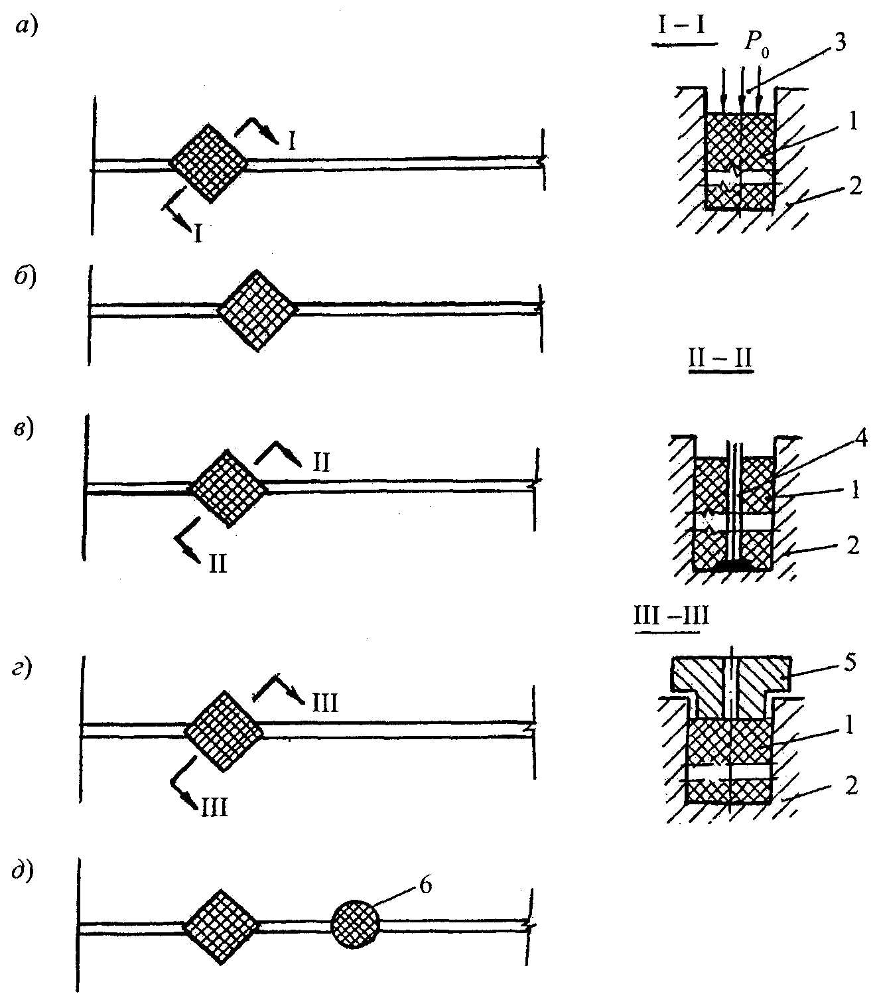 а)
I – I
P₀
3
I
1
2
I
б)
II – II
в)
4
II
1
2
II
III –III
г)
5
III
1
2
III
д)
6